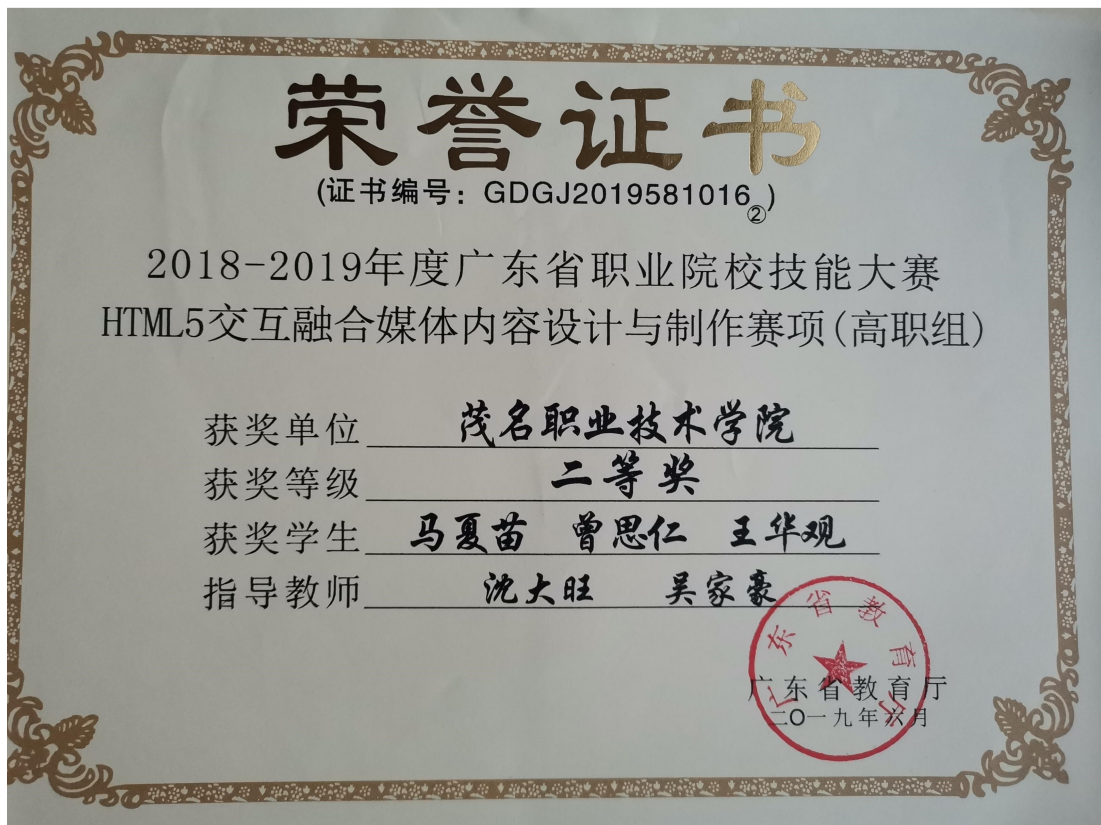 荣誉证书
(证书编号：GDGJ2019581016②)
2018-2019年度广东省职业院校技能大赛
HTML5交互融合媒体内容设计与制作赛项(高职组)
获奖单位 茂名职业技术学院
获奖等级 二等奖
获奖学生 马夏苗 曾思仁 王华观
指导教师 沈大旺 吴家豪
广东省教育厅
广东省教育厅
二〇一九年六月